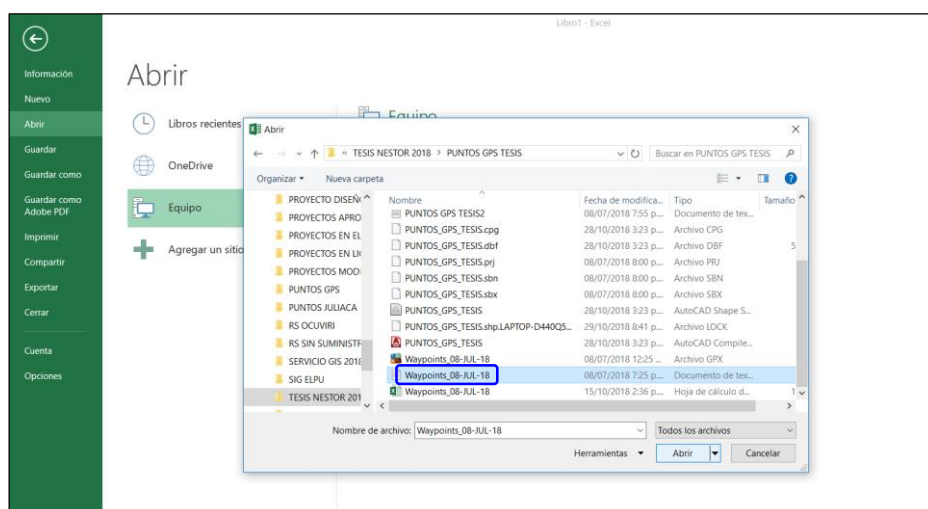 Libro1 - Excel
Información
Nuevo
Abrir
Guardar
Guardar como
Guardar como
Adobe PDF
Imprimir
Compartir
Exportar
Cerrar
Cuenta
Opciones
Abrir
Libros recientes
OneDrive
Equipo
Agregar un sitio
Equipo
Abrir
« TESIS NESTOR 2018 > PUNTOS GPS TESIS
Buscar en PUNTOS GPS TESIS
Organizar
Nueva carpeta
PROYECTO DISEÑ
PROYECTOS APRO
PROYECTOS EN EL
PROYECTOS EN LI
PROYECTOS MODI
PUNTOS GPS
PUNTOS JULIACA
RS OCUVIRI
RS SIN SUMINISTR
SERVICIO GIS 2018
SIG ELPU
TESIS NESTOR 201
Nombre Fecha de modifica... Tipo Tamaño
PUNTOS GPS TESIS2 08/07/2018 7:55 p... Documento de tex...
PUNTOS_GPS_TESIS.cpg 28/10/2018 3:23 p... Archivo CPG
PUNTOS_GPS_TESIS.dbf 28/10/2018 3:23 p... Archivo DBF 5
PUNTOS_GPS_TESIS.prj 08/07/2018 8:00 p... Archivo PRJ
PUNTOS_GPS_TESIS.sbn 08/07/2018 8:00 p... Archivo SBN
PUNTOS_GPS_TESIS.sbx 08/07/2018 8:00 p... Archivo SBX
PUNTOS_GPS_TESIS 28/10/2018 3:23 p... AutoCAD Shape S...
PUNTOS_GPS_TESIS.shp.LAPTOP-D440Q5... 29/10/2018 8:41 p... Archivo LOCK
PUNTOS_GPS_TESIS 28/10/2018 3:23 p... AutoCAD Compile...
Waypoints_08-JUL-18 08/07/2018 12:25 ... Archivo GPX
Waypoints_08-JUL-18 08/07/2018 7:25 p... Documento de tex...
Waypoints_08-JUL-18 15/10/2018 2:36 p... Hoja de cálculo d... 1
Nombre de archivo: Waypoints_08-JUL-18
Todos los archivos
Herramientas
Abrir
Cancelar